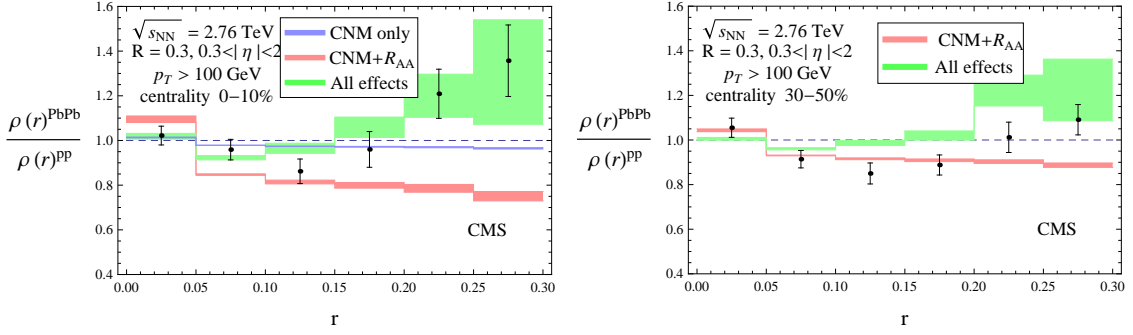 √sNN = 2.76 TeV
R = 0.3, 0.3<| η |<2
pT > 100 GeV
centrality 0–10%
CNM only
CNM+RAA
All effects
1.6
1.4
1.2
1.0
0.8
0.6
0.4
ρ (r)PbPb
ρ (r)pp
CMS
0.00 0.05 0.10 0.15 0.20 0.25 0.30
r
√sNN = 2.76 TeV
R = 0.3, 0.3<| η |<2
pT > 100 GeV
centrality 30–50%
CNM+RAA
All effects
1.6
1.4
1.2
1.0
0.8
0.6
0.4
ρ (r)PbPb
ρ (r)pp
CMS
0.00 0.05 0.10 0.15 0.20 0.25 0.30
r